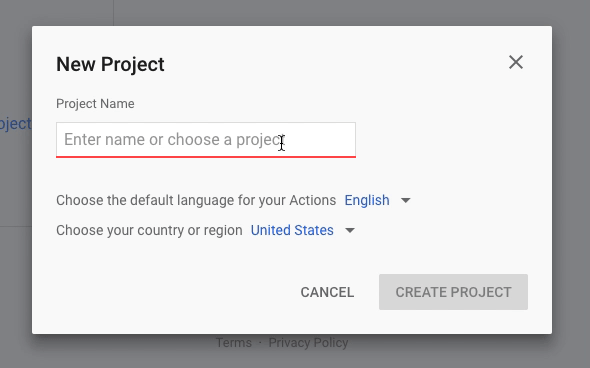 New Project
Project Name
oject
Enter name or choose a project
Choose the default language for your Actions English
Choose your country or region United States
CANCEL CREATE PROJECT
Terms · Privacy Policy